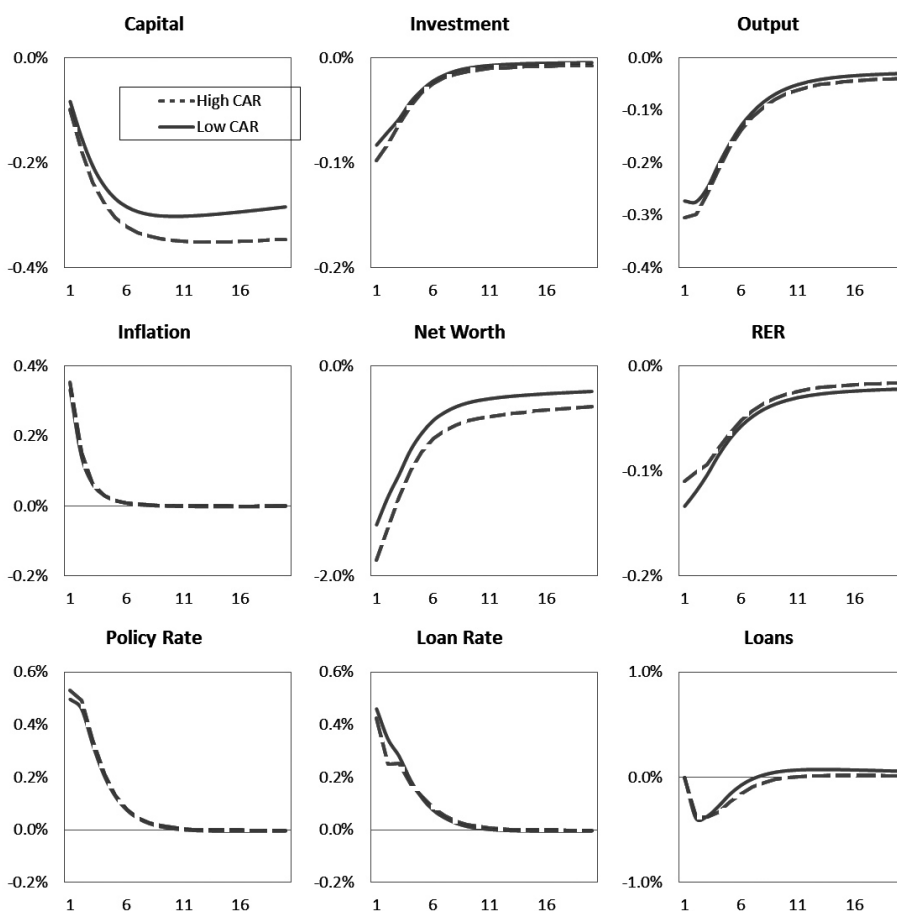 Capital
0.0%
-0.2%
-0.4%
High CAR
Low CAR
1 6 11 16
Investment
0.0%
-0.1%
-0.2%
1 6 11 16
Output
0.0%
-0.1%
-0.2%
-0.3%
-0.4%
1 6 11 16
Inflation
0.4%
0.2%
0.0%
-0.2%
1 6 11 16
Net Worth
0.0%
-2.0%
1 6 11 16
RER
0.0%
-0.1%
-0.2%
1 6 11 16
Policy Rate
0.6%
0.4%
0.2%
0.0%
-0.2%
1 6 11 16
Loan Rate
0.6%
0.4%
0.2%
0.0%
-0.2%
1 6 11 16
Loans
1.0%
0.0%
-1.0%
1 6 11 16